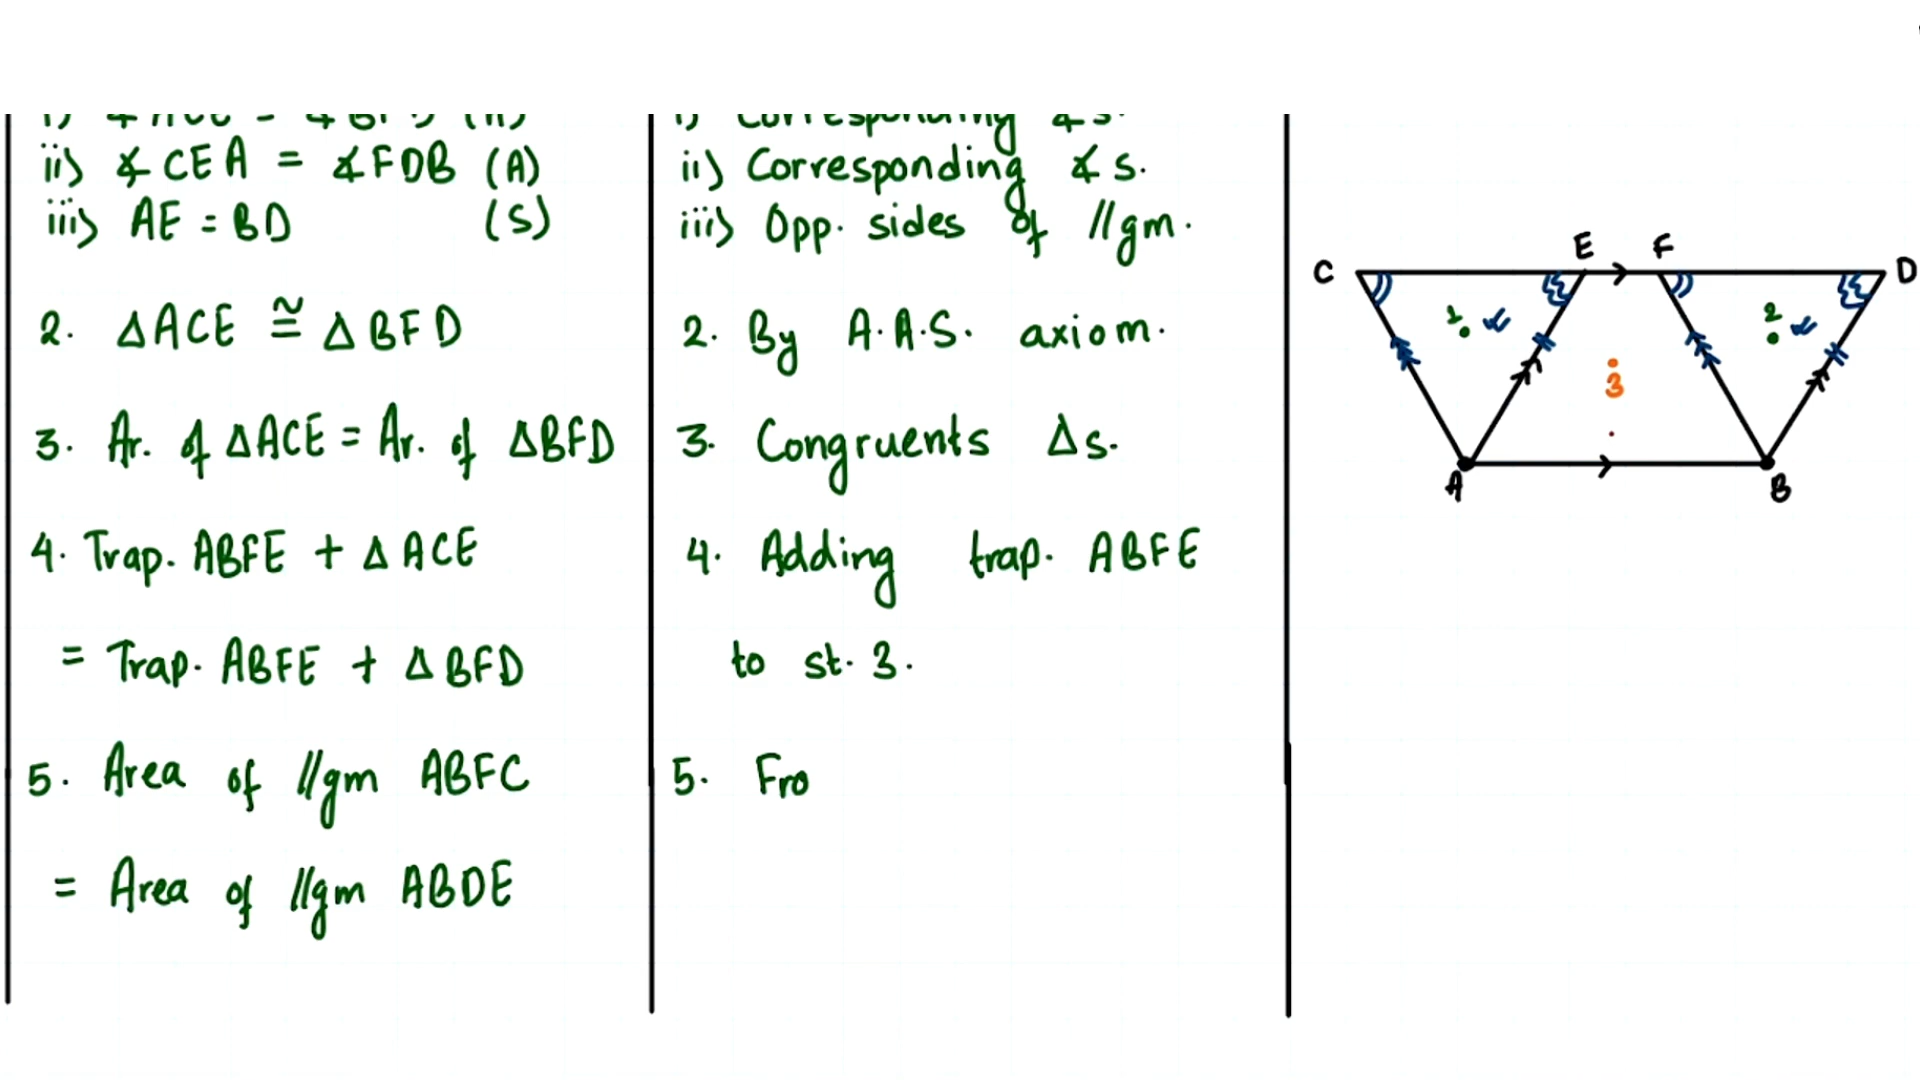 ii) ∡ CEA = ∡FDB (A)
iii) AE = BD (S)
2. ΔACE ≅ ΔBFD
3. Ar. of ΔACE = Ar. of ΔBFD
4. Trap. ABFE + ΔACE
= Trap. ABFE + ΔBFD
5. Area of //gm ABFC
= Area of //gm ABDE
i) Corresponding ∡s.
ii) Corresponding ∡s.
iii) Opp. sides of //gm.
2. By A.A.S. axiom.
3. Congruents Δs.
4. Adding trap. ABFE
to st. 3.
5. Fro
C E F D
1 2
3
A B